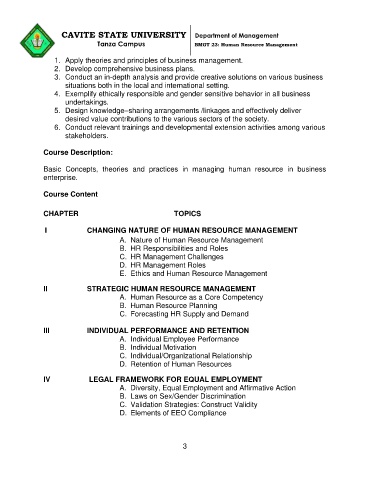 CAVITE STATE UNIVERSITY
Tanza Campus
Department of Management
BMGT 23: Human Resource Management
1. Apply theories and principles of business management.
2. Develop comprehensive business plans.
3. Conduct an in-depth analysis and provide creative solutions on various business
situations both in the local and international setting.
4. Exemplify ethically responsible and gender sensitive behavior in all business
undertakings.
5. Design knowledge–sharing arrangements /linkages and effectively deliver
desired value contributions to the various sectors of the society.
6. Conduct relevant trainings and developmental extension activities among various
stakeholders.
Course Description:
Basic Concepts, theories and practices in managing human resource in business
enterprise.
Course Content
CHAPTER TOPICS
I CHANGING NATURE OF HUMAN RESOURCE MANAGEMENT
A. Nature of Human Resource Management
B. HR Responsibilities and Roles
C. HR Management Challenges
D. HR Management Roles
E. Ethics and Human Resource Management
II STRATEGIC HUMAN RESOURCE MANAGEMENT
A. Human Resource as a Core Competency
B. Human Resource Planning
C. Forecasting HR Supply and Demand
III INDIVIDUAL PERFORMANCE AND RETENTION
A. Individual Employee Performance
B. Individual Motivation
C. Individual/Organizational Relationship
D. Retention of Human Resources
IV LEGAL FRAMEWORK FOR EQUAL EMPLOYMENT
A. Diversity, Equal Employment and Affirmative Action
B. Laws on Sex/Gender Discrimination
C. Validation Strategies: Construct Validity
D. Elements of EEO Compliance
3